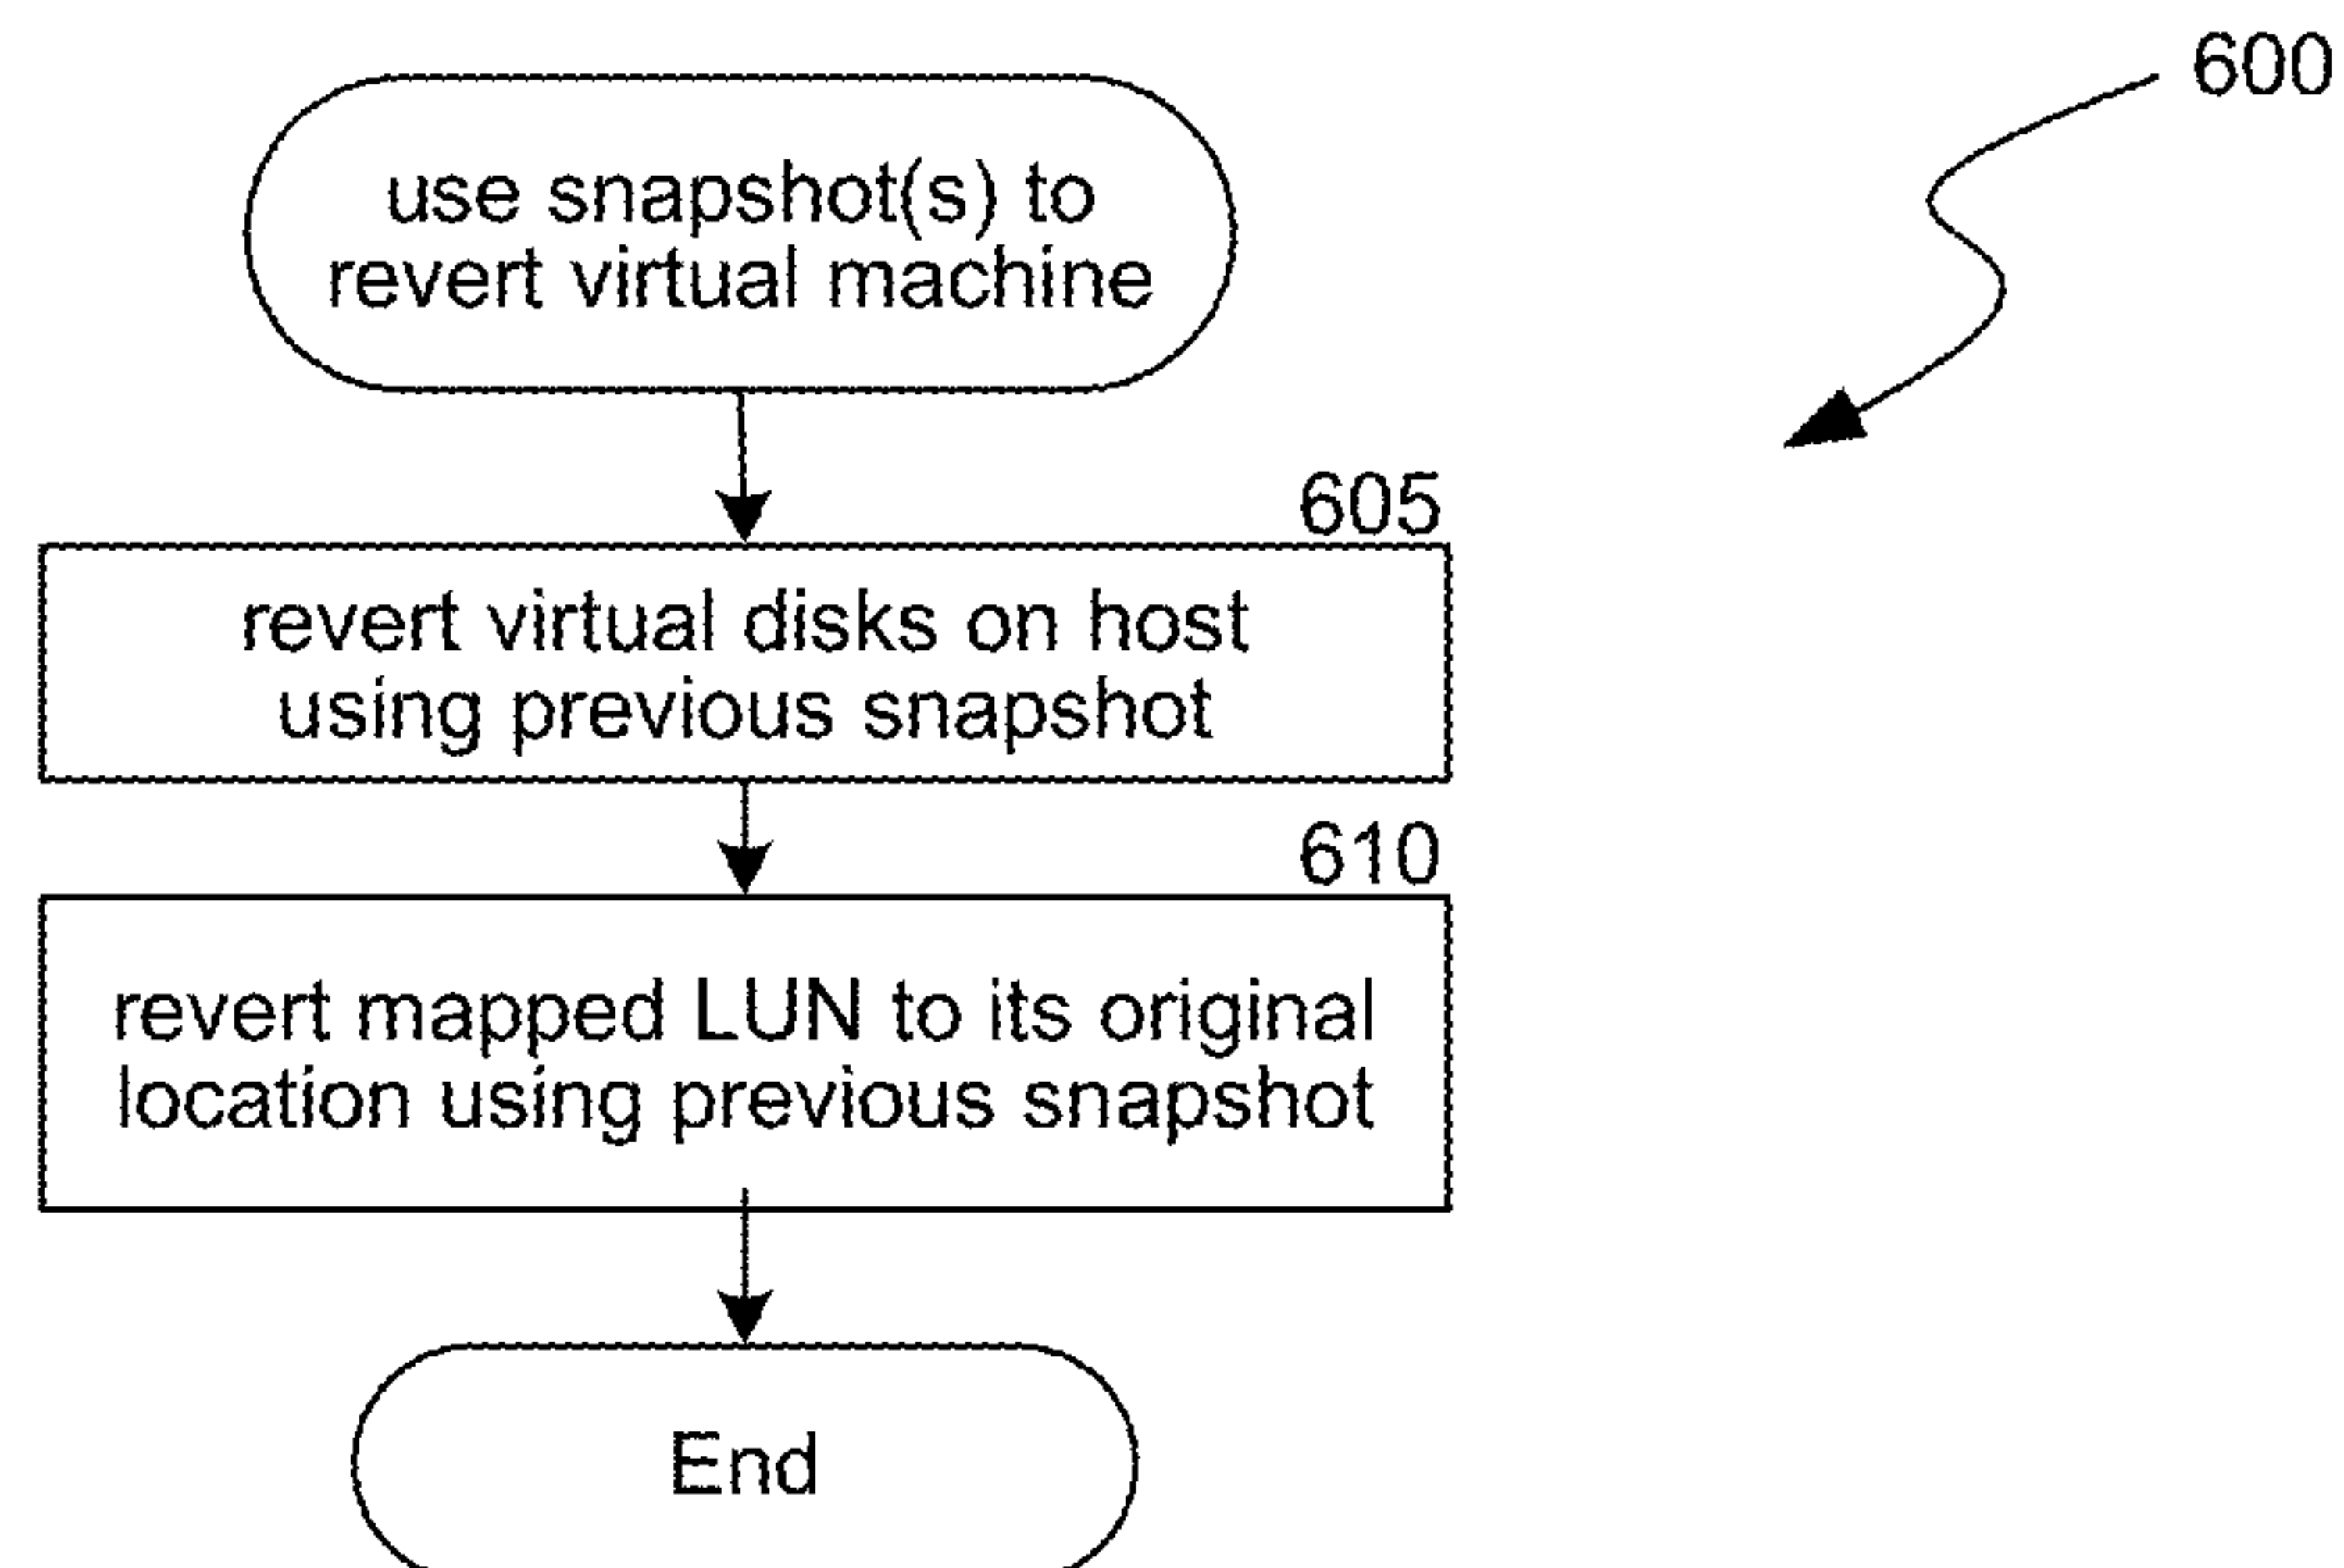 600
use snapshot(s) to
revert virtual machine
605
revert virtual disks on host
using previous snapshot
610
revert mapped LUN to its original
location using previous snapshot
End